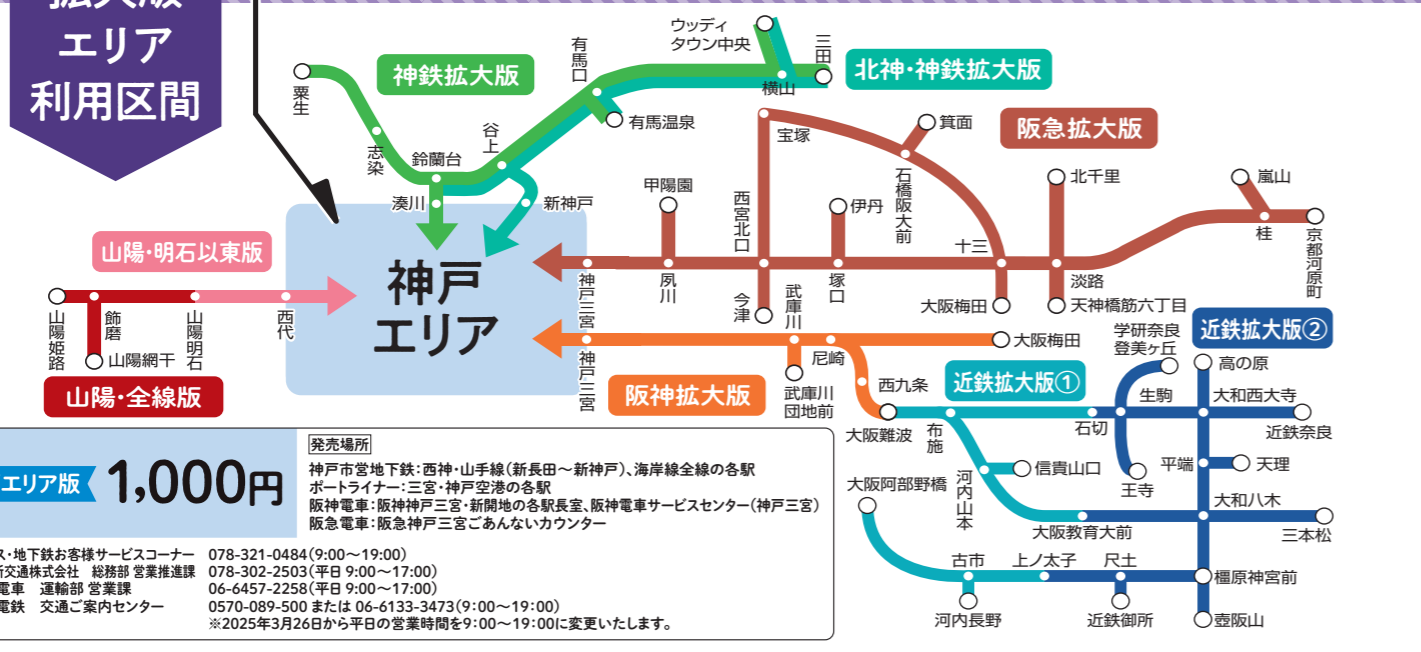 拡大版
エリア
利用区間
神鉄拡大版
北神・神鉄拡大版
阪急拡大版
山陽・明石以東版
山陽・全線版
阪神拡大版
近鉄拡大版①
近鉄拡大版②
神戸
エリア
粟生
志染
鈴蘭台
湊川
谷上
有馬口
有馬温泉
新神戸
ウッディ
タウン中央
横山
三田
宝塚
箕面
石橋阪大前
甲陽園
西宮北口
伊丹
十三
北千里
嵐山
桂
京都河原町
淡路
神戸三宮
夙川
今津
塚口
大阪梅田
天神橋筋六丁目
山陽姫路
飾磨
山陽網干
山陽明石
西代
神戸三宮
武庫川
尼崎
大阪梅田
武庫川
団地前
西九条
大阪難波
布施
石切
学研奈良
登美ヶ丘
生駒
高の原
大和西大寺
近鉄奈良
王寺
平端
天理
信貴山口
河内山本
大阪教育大前
大和八木
三本松
大阪阿部野橋
古市
上ノ太子
尺土
橿原神宮前
河内長野
近鉄御所
壺阪山
エリア版
1,000円
発売場所
神戸市営地下鉄：西神・山手線（新長田～新神戸）、海岸線全線の各駅
ポートライナー：三宮・神戸空港の各駅
阪神電車：阪神神戸三宮・新開地の各駅長室、阪神電車サービスセンター（神戸三宮）
阪急電車：阪急神戸三宮ごあんないカウンター
ス・地下鉄お客様サービスコーナー 078-321-0484（9:00～19:00）
新交通株式会社 総務部 営業推進課 078-302-2503（平日 9:00～17:00）
電車 運輸部 営業課 06-6457-2258（平日 9:00～17:00）
電鉄 交通ご案内センター 0570-089-500 または 06-6133-3473（9:00～19:00）
※2025年3月26日から平日の営業時間を9:00～19:00に変更いたします。